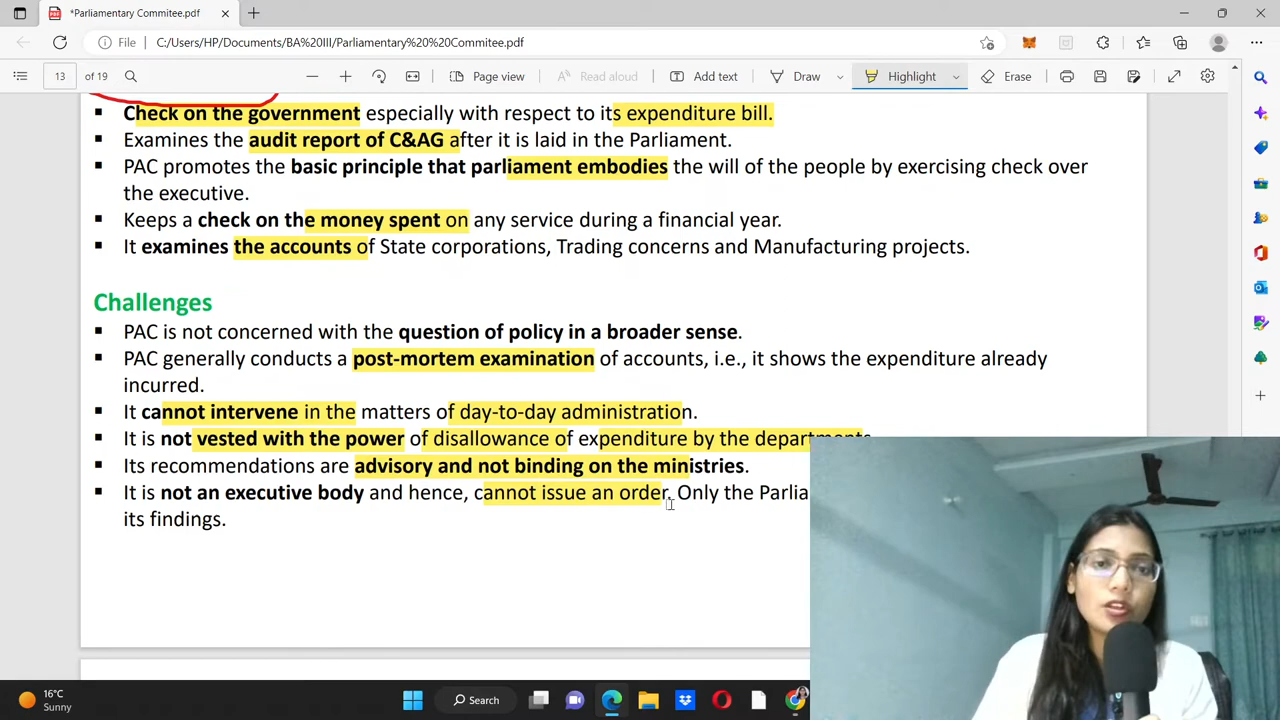 *Parliamentary Commitee.pdf
File
C:/Users/HP/Documents/BA%20III/Parliamentary%20%20Commitee.pdf
13 of 19
Page view
Read aloud
Add text
Draw
Highlight
Erase
Check on the government especially with respect to its expenditure bill.
Examines the audit report of C&AG after it is laid in the Parliament.
PAC promotes the basic principle that parliament embodies the will of the people by exercising check over
the executive.
Keeps a check on the money spent on any service during a financial year.
It examines the accounts of State corporations, Trading concerns and Manufacturing projects.
Challenges
PAC is not concerned with the question of policy in a broader sense.
PAC generally conducts a post-mortem examination of accounts, i.e., it shows the expenditure already
incurred.
It cannot intervene in the matters of day-to-day administration.
It is not vested with the power of disallowance of expenditure by the departments.
Its recommendations are advisory and not binding on the ministries.
It is not an executive body and hence, cannot issue an order. Only the Parlia
its findings.
16°C
Sunny
Search